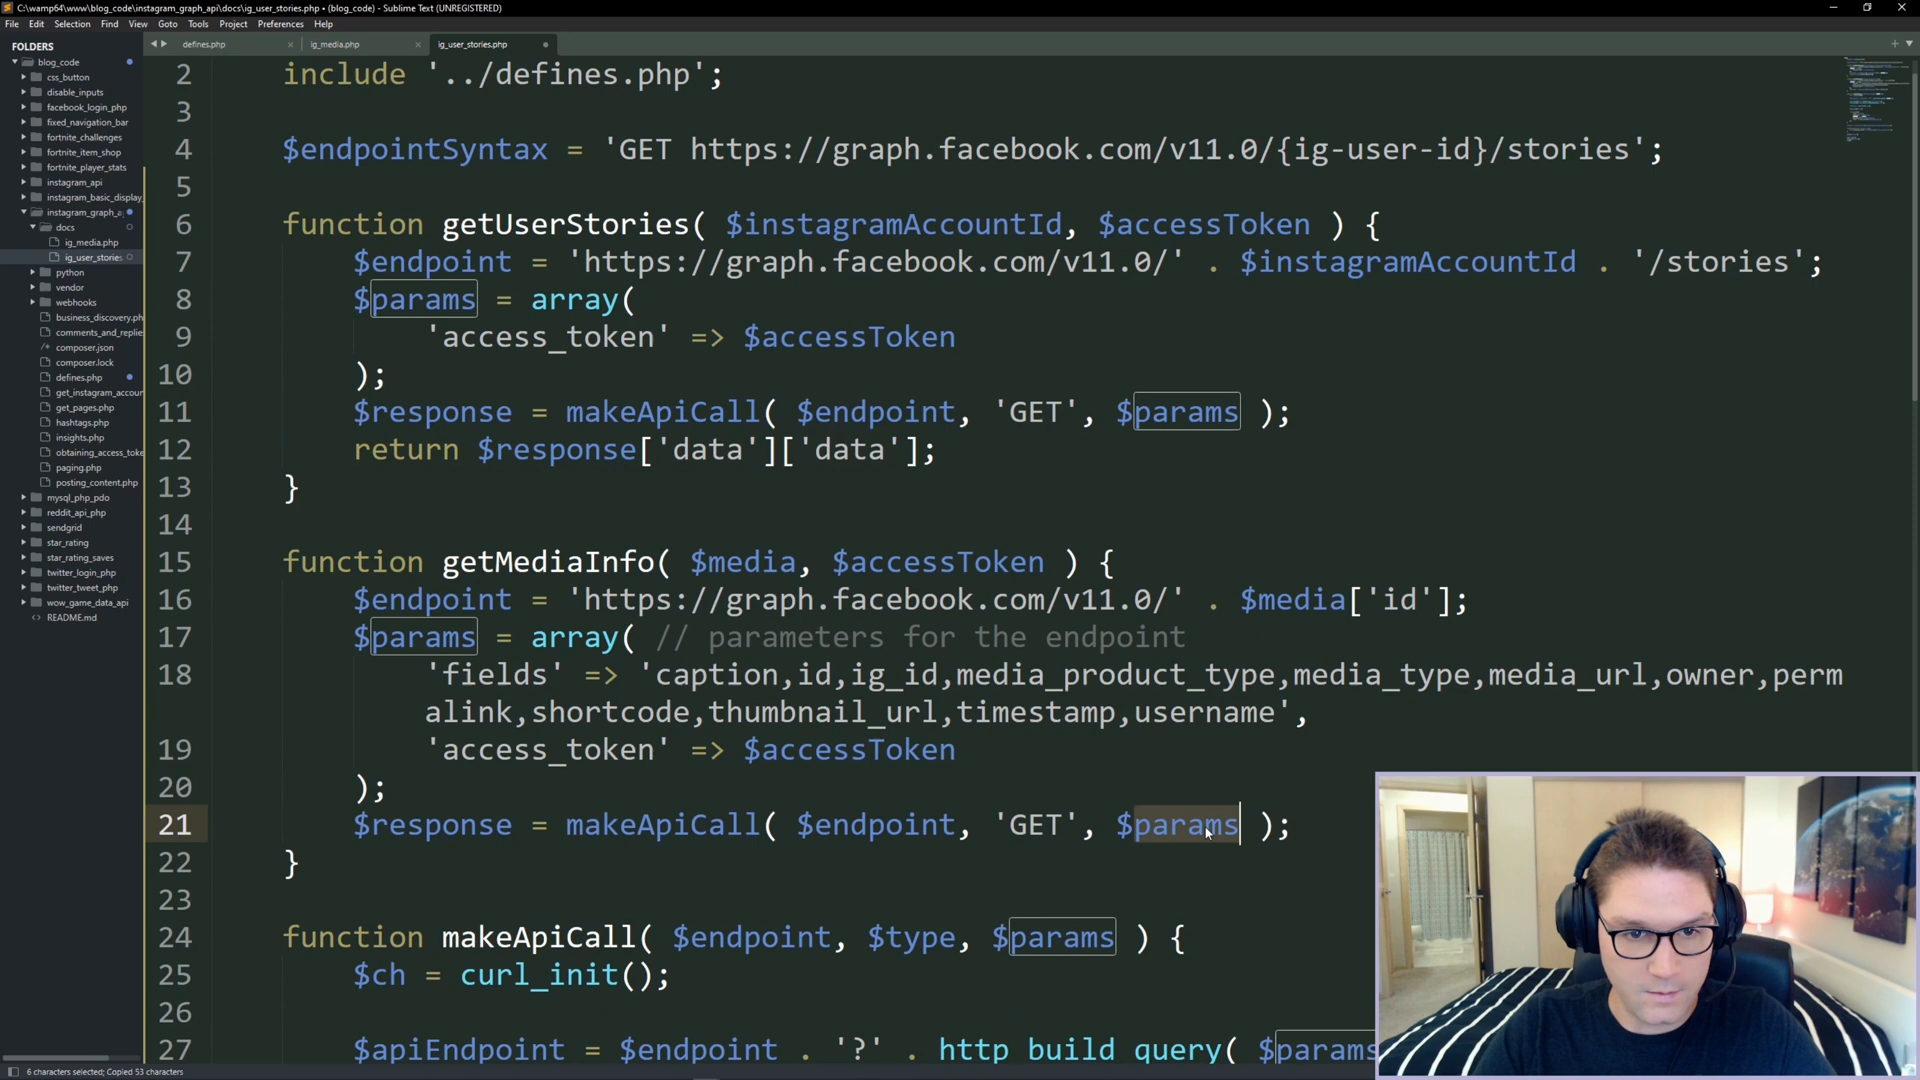 C:\wamp64\www\blog_code\instagram_graph_api\docs\ig_user_stories.php • (blog_code) - Sublime Text (UNREGISTERED)
File Edit Selection Find View Goto Tools Project Preferences Help
FOLDERS
blog_code
css_button
disable_inputs
facebook_login_php
fixed_navigation_bar
fortnite_challenges
fortnite_item_shop
fortnite_player_stats
instagram_api
instagram_basic_display_
instagram_graph_a
docs
ig_media.php
ig_user_stories
python
vendor
webhooks
business_discovery.ph
comments_and_replie
composer.json
composer.lock
defines.php
get_instagram_accoun
get_pages.php
hashtags.php
insights.php
obtaining_access_toke
paging.php
posting_content.php
mysql_php_pdo
reddit_api_php
sendgrid
star_rating
star_rating_saves
twitter_login_php
twitter_tweet_php
wow_game_data_api
README.md
defines.php ig_media.php ig_user_stories.php
2 include '../defines.php';
3
4 $endpointSyntax = 'GET https://graph.facebook.com/v11.0/{ig-user-id}/stories';
5
6 function getUserStories( $instagramAccountId, $accessToken ) {
7 $endpoint = 'https://graph.facebook.com/v11.0/' . $instagramAccountId . '/stories';
8 $params = array(
9 'access_token' => $accessToken
10 );
11 $response = makeApiCall( $endpoint, 'GET', $params );
12 return $response['data']['data'];
13 }
14
15 function getMediaInfo( $media, $accessToken ) {
16 $endpoint = 'https://graph.facebook.com/v11.0/' . $media['id'];
17 $params = array( // parameters for the endpoint
18 'fields' => 'caption,id,ig_id,media_product_type,media_type,media_url,owner,perm
alink,shortcode,thumbnail_url,timestamp,username',
19 'access_token' => $accessToken
20 );
21 $response = makeApiCall( $endpoint, 'GET', $params );
22 }
23
24 function makeApiCall( $endpoint, $type, $params ) {
25 $ch = curl_init();
26
27 $apiEndpoint = $endpoint . '?' . http_build_query( $params
6 characters selected; Copied 53 characters